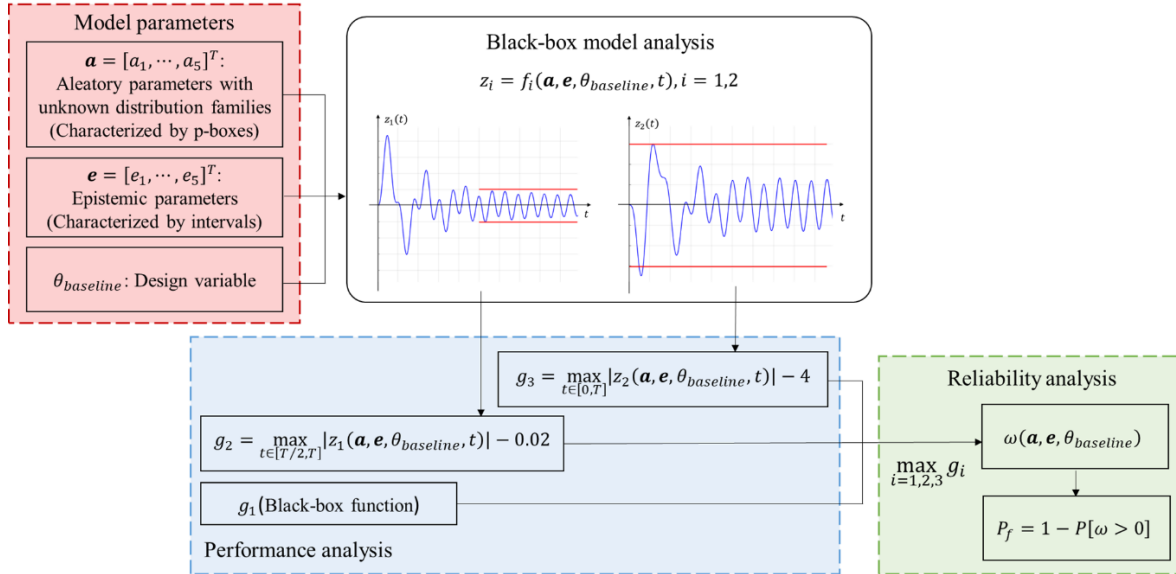 Model parameters
𝒂 = [a₁, ⋯, a₅]ᵀ:
Aleatory parameters with
unknown distribution families
(Characterized by p-boxes)
𝒆 = [e₁, ⋯, e₅]ᵀ:
Epistemic parameters
(Characterized by intervals)
θ_baseline: Design variable
Black-box model analysis
z_i = f_i(𝒂, 𝒆, θ_baseline, t), i = 1,2
z₁(t)
t
z₂(t)
t
g₃ = max_{t∈[0,T]}|z₂(𝒂, 𝒆, θ_baseline, t)| − 4
g₂ = max_{t∈[T/2,T]}|z₁(𝒂, 𝒆, θ_baseline, t)| − 0.02
g₁(Black-box function)
Performance analysis
Reliability analysis
max_{i=1,2,3} g_i
ω(𝒂, 𝒆, θ_baseline)
P_f = 1 − P[ω > 0]